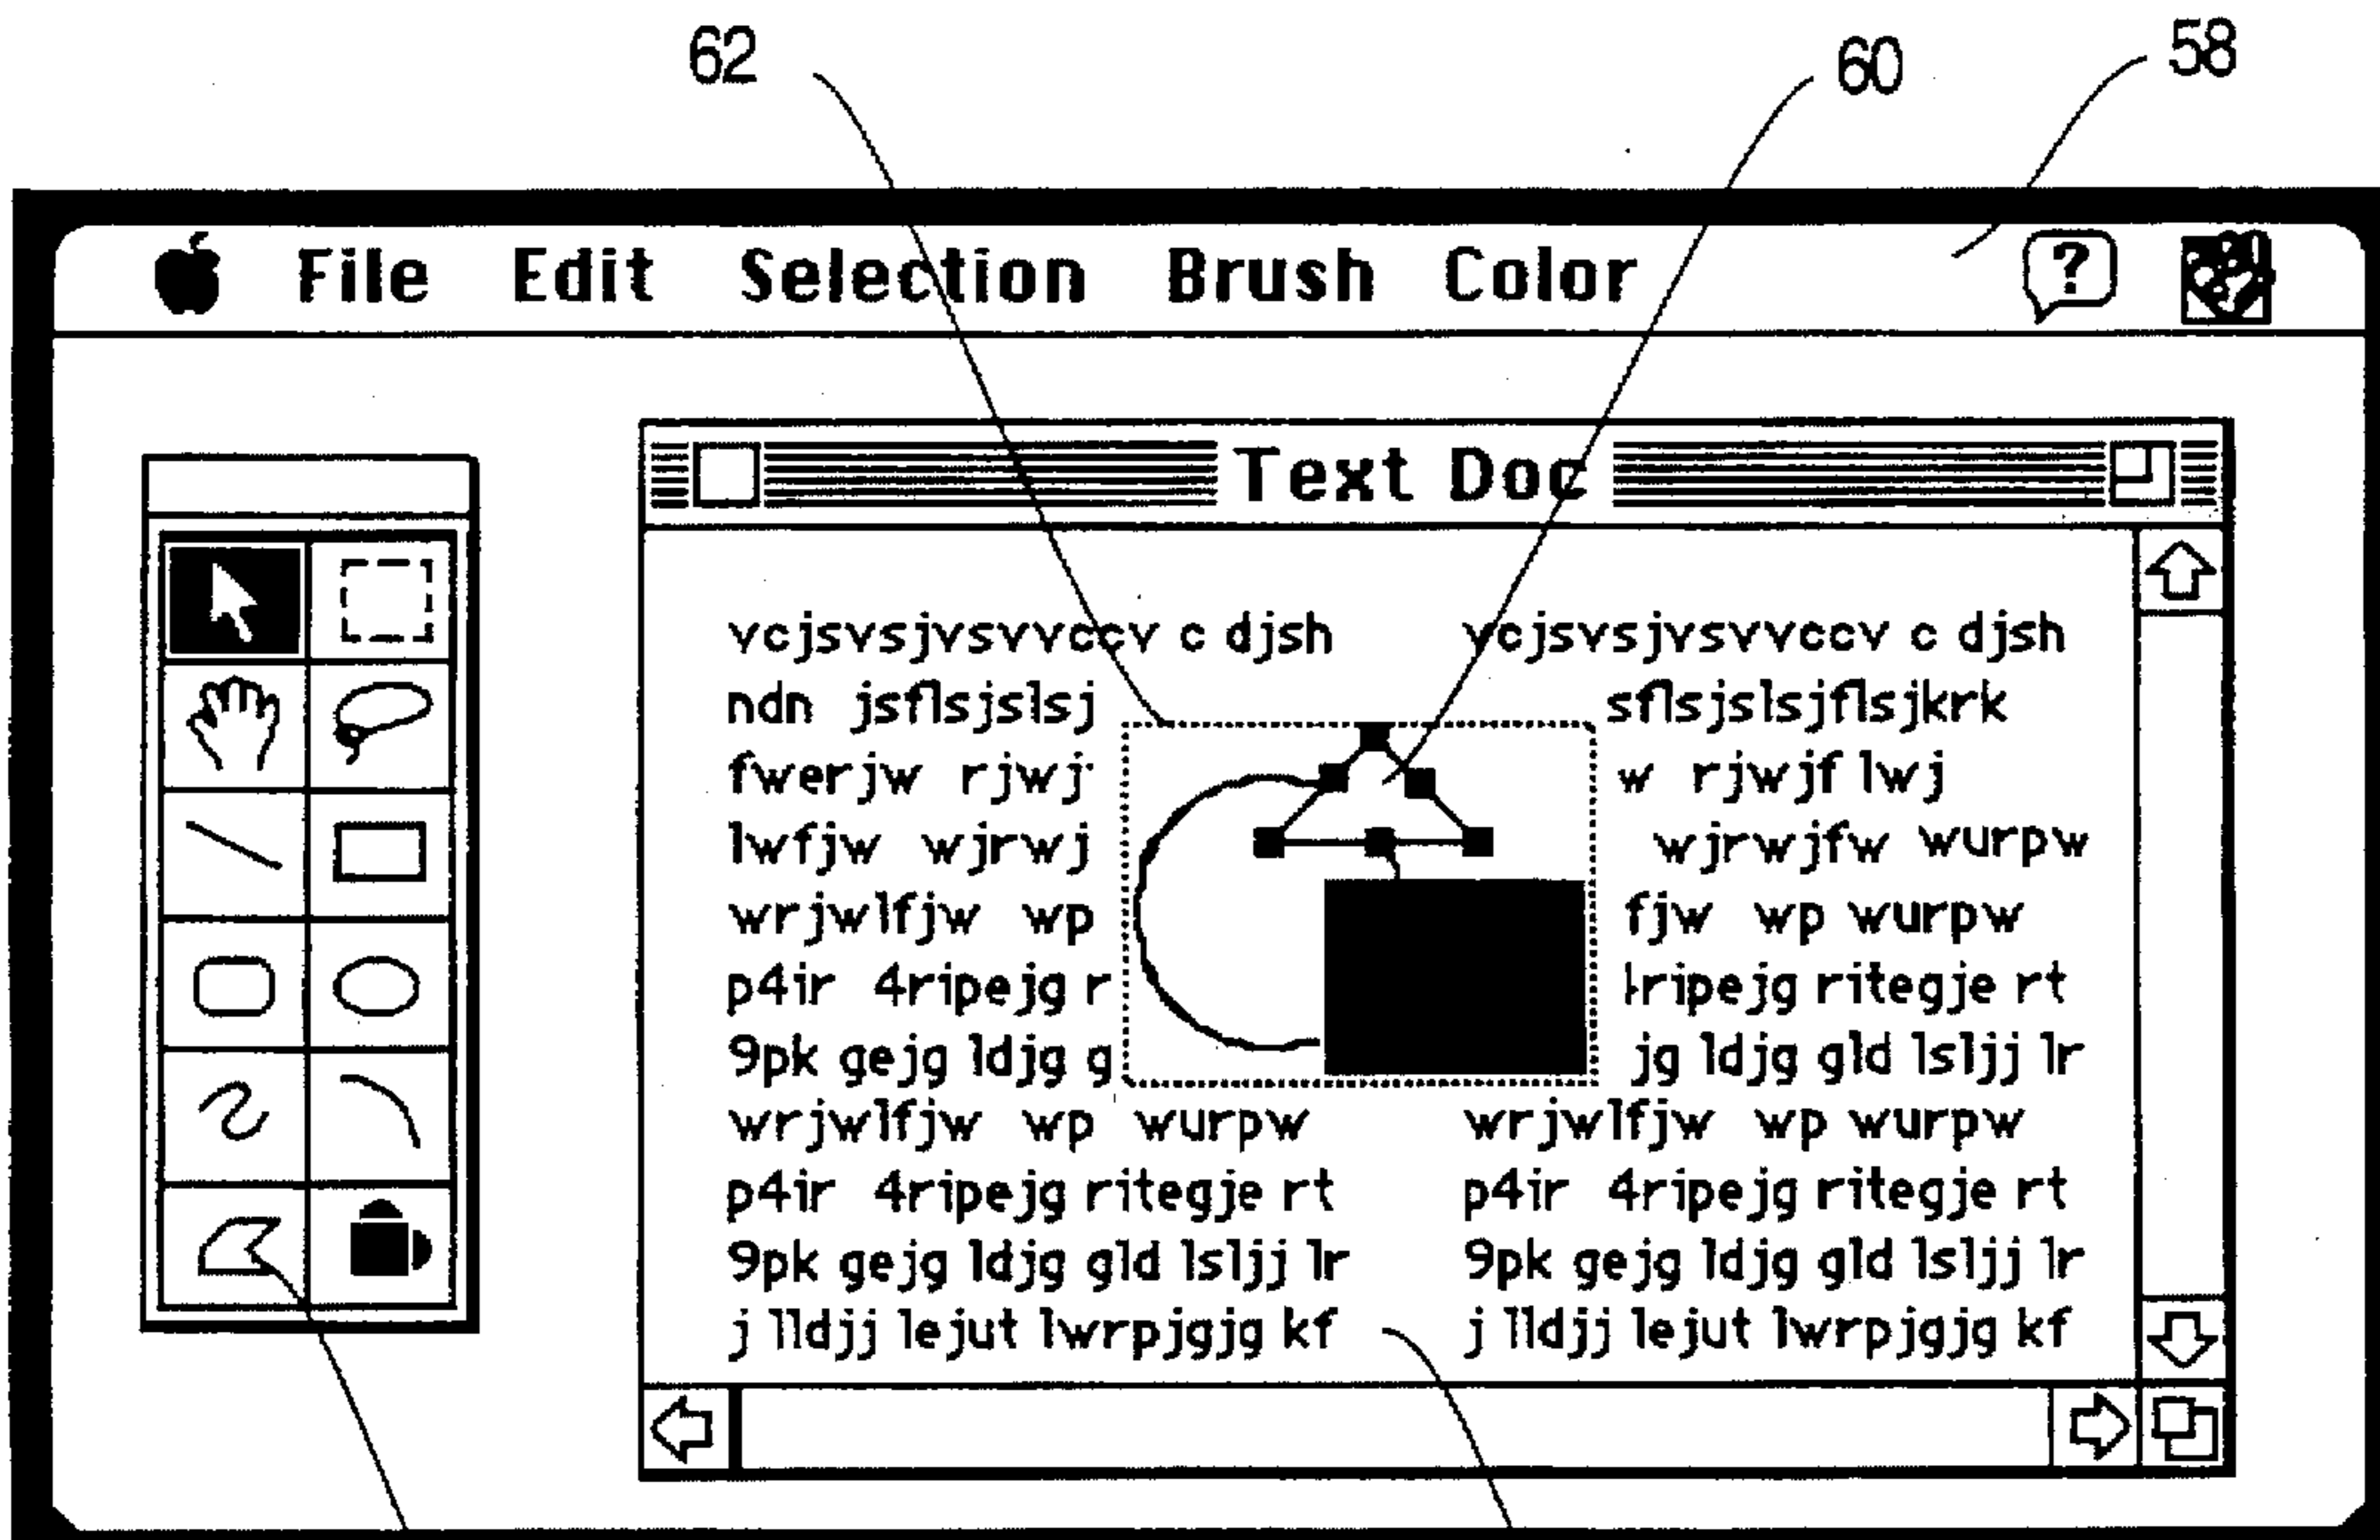 62 60 58
File Edit Selection Brush Color ?
Text Doc
vcjsvsjvsvvccv c djsh vcjsvsjvsvvccv c djsh
ndn jsflsjslsj sflsjslsjflsjkrk
fwerjw rjwj w rjwjf lwj
lwfjw wjrwj wjrwjfw wurpw
wrjwlfjw wp fjw wp wurpw
p4ir 4ripejg r ripejg ritegje rt
9pk gejg ldjg g jg ldjg gld lsljj lr
wrjwlfjw wp wurpw wrjwlfjw wp wurpw
p4ir 4ripejg ritegje rt p4ir 4ripejg ritegje rt
9pk gejg ldjg gld lsljj lr 9pk gejg ldjg gld lsljj lr
j lldjj lejut lwrpjgjg kf j lldjj lejut lwrpjgjg kf